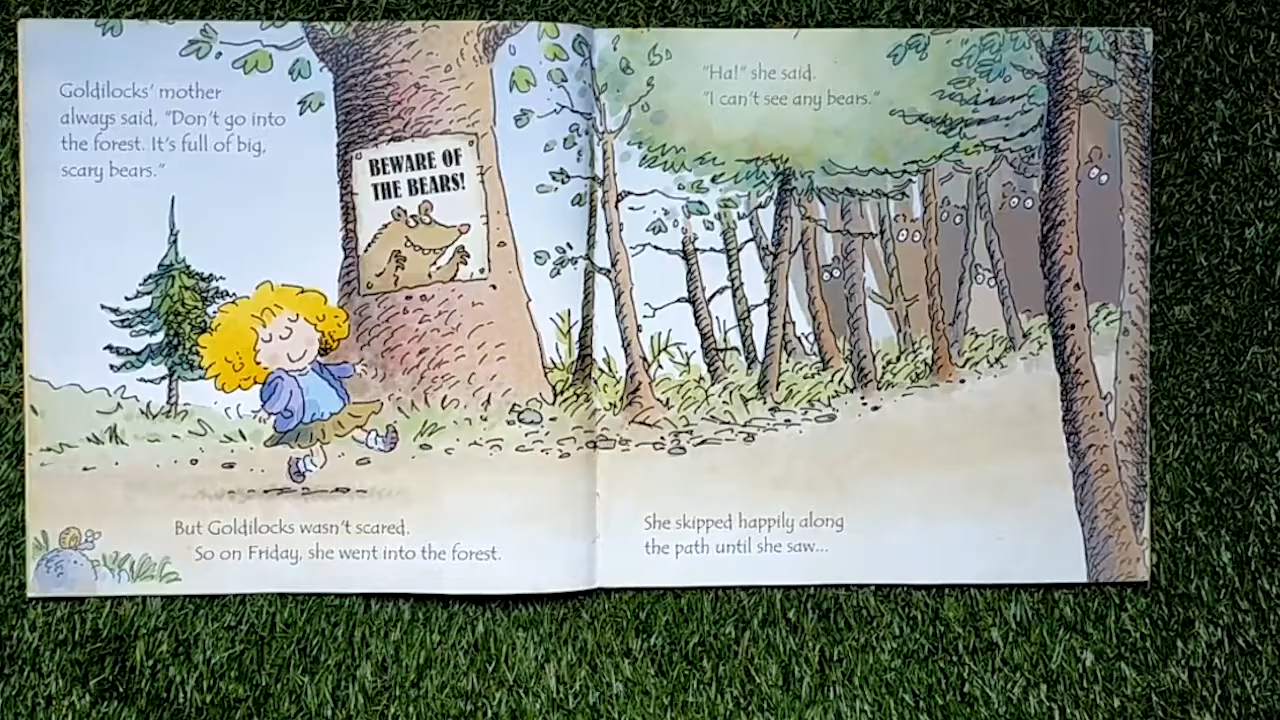 Goldilocks' mother
always said, "Don't go into
the forest. It's full of big,
scary bears."
BEWARE OF
THE BEARS!
But Goldilocks wasn't scared.
So on Friday, she went into the forest.
"Ha!" she said.
"I can't see any bears."
She skipped happily along
the path until she saw...